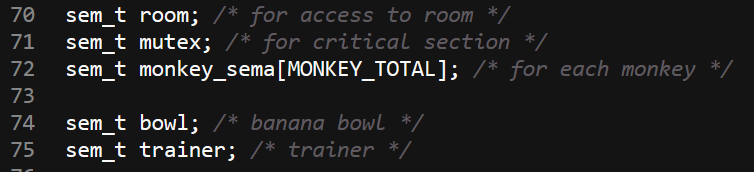 70 sem_t room; /* for access to room */
71 sem_t mutex; /* for critical section */
72 sem_t monkey_sema[MONKEY_TOTAL]; /* for each monkey */
73
74 sem_t bowl; /* banana bowl */
75 sem_t trainer; /* trainer */